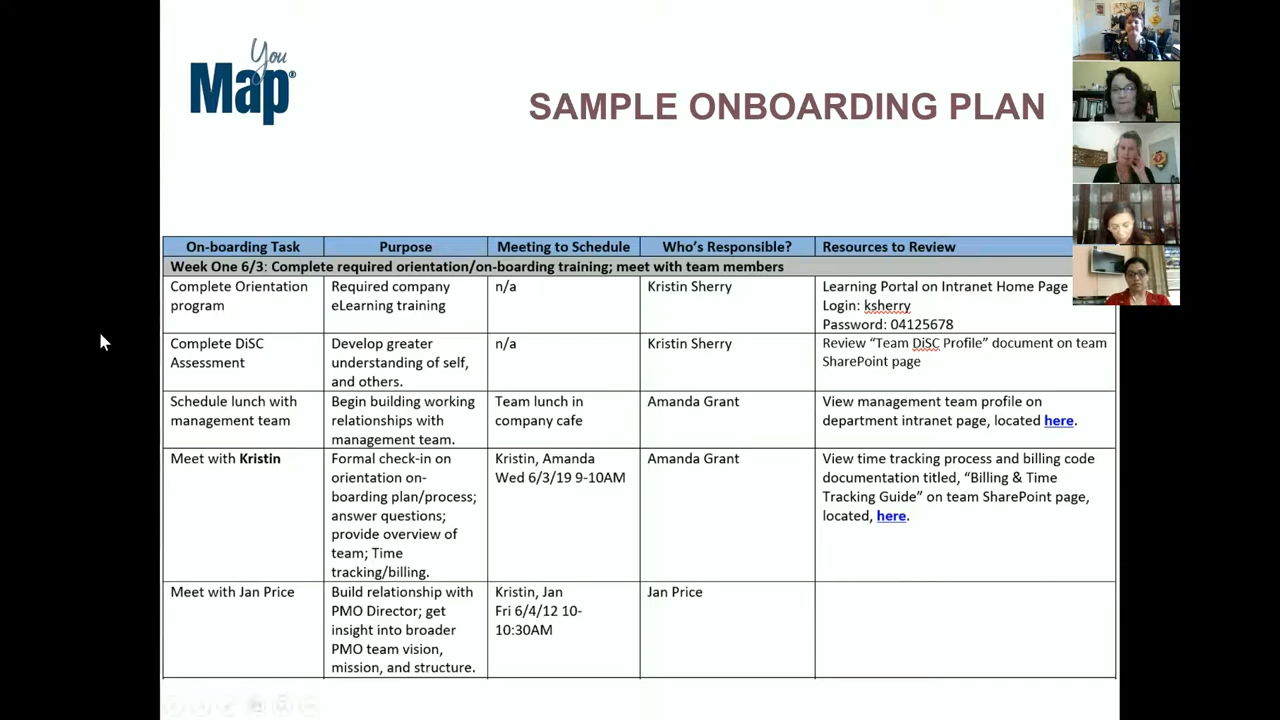 You
Map®
SAMPLE ONBOARDING PLAN
On-boarding Task Purpose Meeting to Schedule Who's Responsible? Resources to Review
Week One 6/3: Complete required orientation/on-boarding training; meet with team members
Complete Orientation
program
Required company
eLearning training
n/a
Kristin Sherry
Learning Portal on Intranet Home Page
Login: ksherry
Password: 04125678
Complete DiSC
Assessment
Develop greater
understanding of self,
and others.
n/a
Kristin Sherry
Review “Team DiSC Profile” document on team
SharePoint page
Schedule lunch with
management team
Begin building working
relationships with
management team.
Team lunch in
company cafe
Amanda Grant
View management team profile on
department intranet page, located here.
Meet with Kristin
Formal check-in on
orientation on-
boarding plan/process;
answer questions;
provide overview of
team; Time
tracking/billing.
Kristin, Amanda
Wed 6/3/19 9-10AM
Amanda Grant
View time tracking process and billing code
documentation titled, “Billing & Time
Tracking Guide” on team SharePoint page,
located, here.
Meet with Jan Price
Build relationship with
PMO Director; get
insight into broader
PMO team vision,
mission, and structure.
Kristin, Jan
Fri 6/4/12 10-
10:30AM
Jan Price